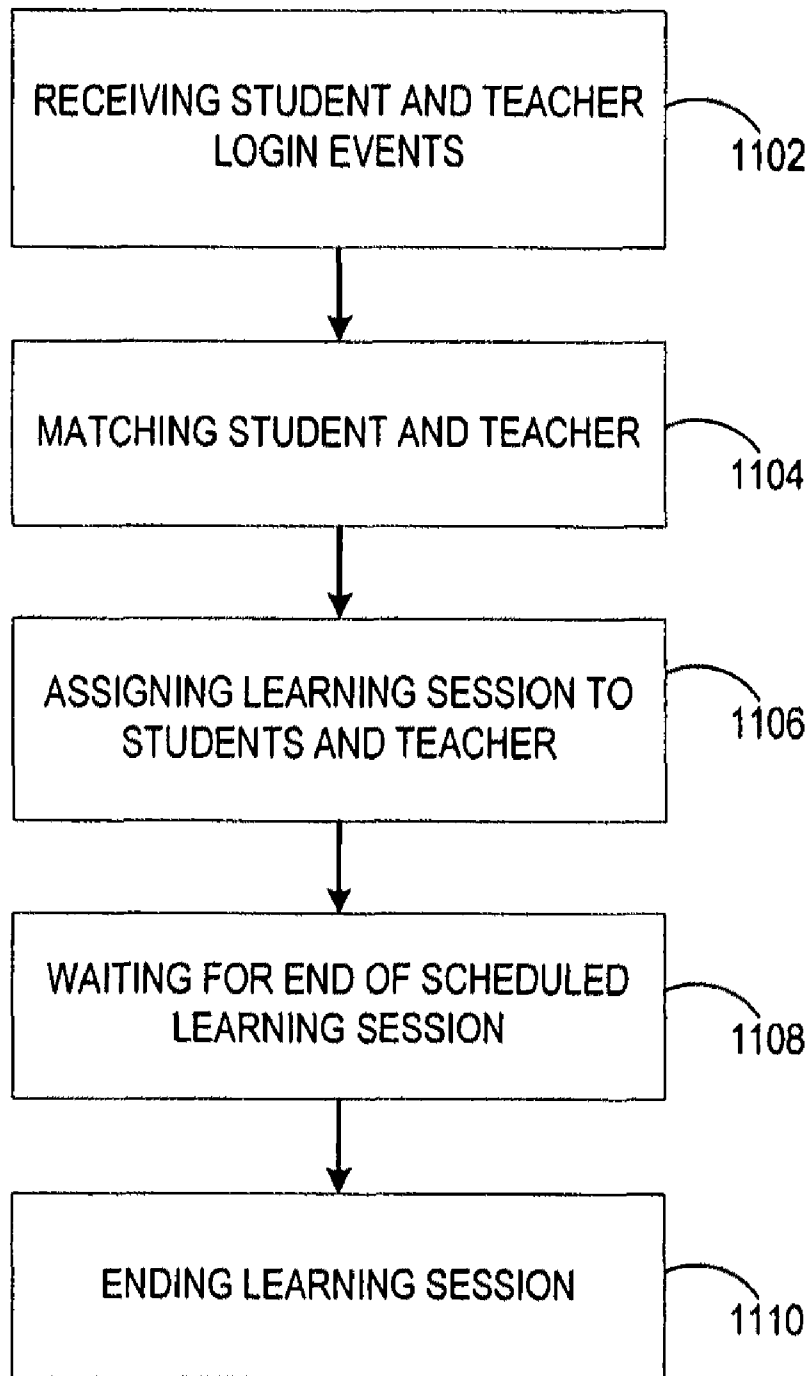 RECEIVING STUDENT AND TEACHER
LOGIN EVENTS
1102
MATCHING STUDENT AND TEACHER
1104
ASSIGNING LEARNING SESSION TO
STUDENTS AND TEACHER
1106
WAITING FOR END OF SCHEDULED
LEARNING SESSION
1108
ENDING LEARNING SESSION
1110